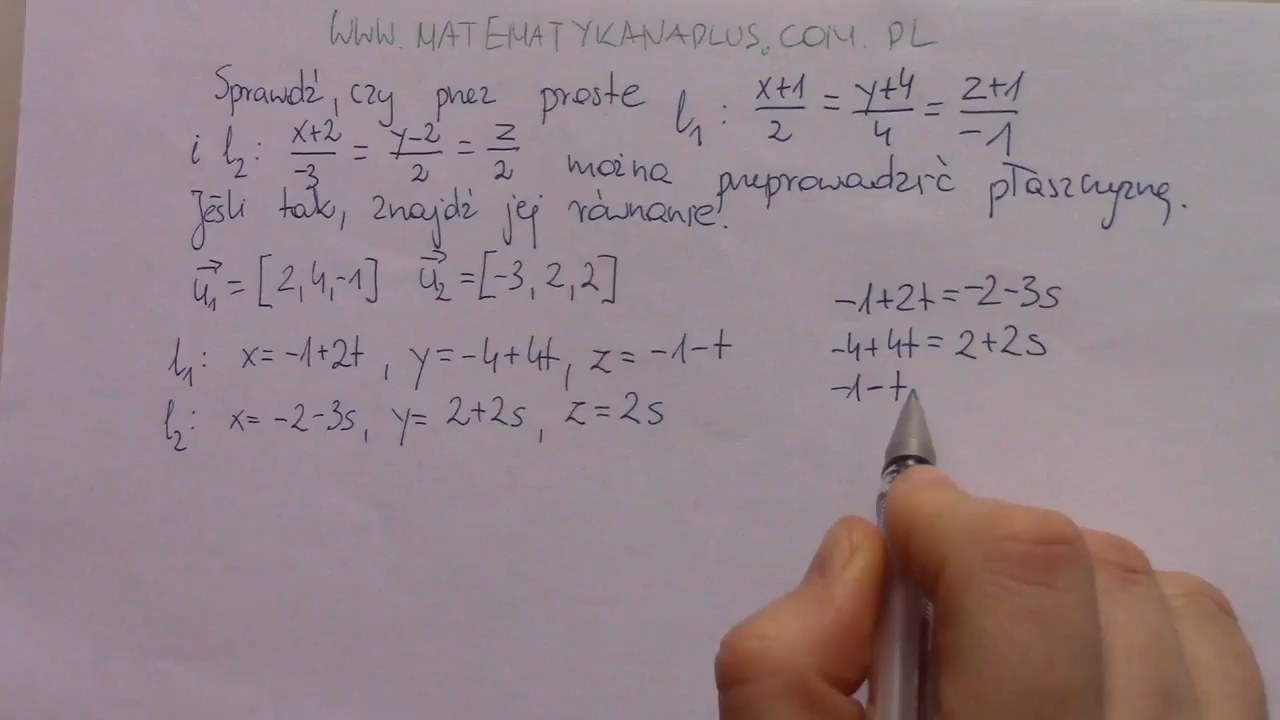 WWW.MATEMATYKANAPLUS.COM.PL
Sprawdź, czy przez proste l₁: (x+1)/2 = (y+4)/4 = (z+1)/-1
i l₂: (x+2)/-3 = (y-2)/2 = z/2 można przeprowadzić płaszczyznę.
Jeśli tak, znajdź jej równanie.
u₁⃗ = [2,4,-1] u₂⃗ = [-3,2,2]
l₁: x=-1+2t, y=-4+4t, z=-1-t
l₂: x=-2-3s, y=2+2s, z=2s
-1+2t=-2-3s
-4+4t=2+2s
-1-t